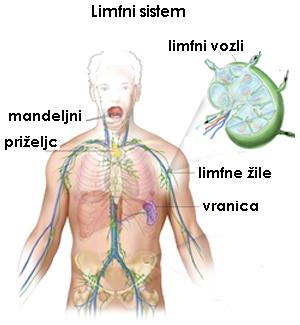 Limfni sistem
limfni vozli
mandeljni
priželjc
limfne žile
vranica